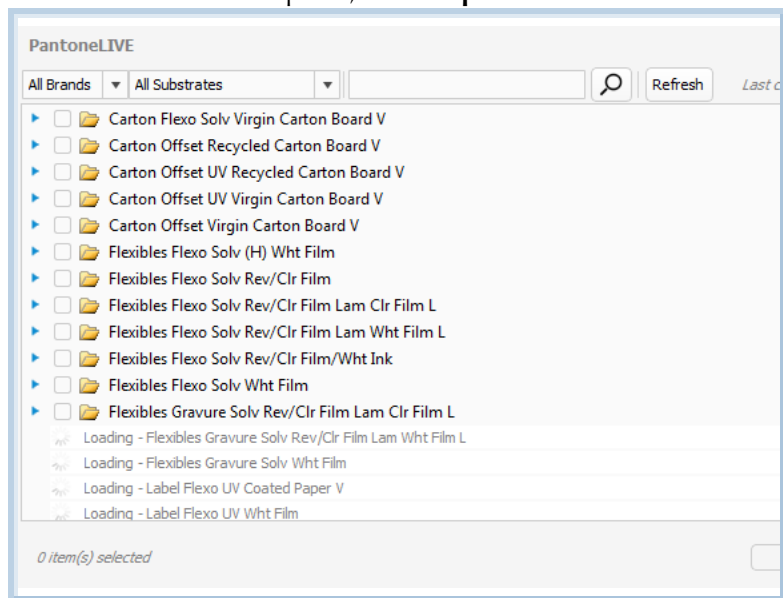 PantoneLIVE
All Brands All Substrates Refresh Last c
Carton Flexo Solv Virgin Carton Board V
Carton Offset Recycled Carton Board V
Carton Offset UV Recycled Carton Board V
Carton Offset UV Virgin Carton Board V
Carton Offset Virgin Carton Board V
Flexibles Flexo Solv (H) Wht Film
Flexibles Flexo Solv Rev/Clr Film
Flexibles Flexo Solv Rev/Clr Film Lam Clr Film L
Flexibles Flexo Solv Rev/Clr Film Lam Wht Film L
Flexibles Flexo Solv Rev/Clr Film/Wht Ink
Flexibles Flexo Solv Wht Film
Flexibles Gravure Solv Rev/Clr Film Lam Clr Film L
Loading - Flexibles Gravure Solv Rev/Clr Film Lam Wht Film L
Loading - Flexibles Gravure Solv Wht Film
Loading - Label Flexo UV Coated Paper V
Loading - Label Flexo UV Wht Film
0 item(s) selected